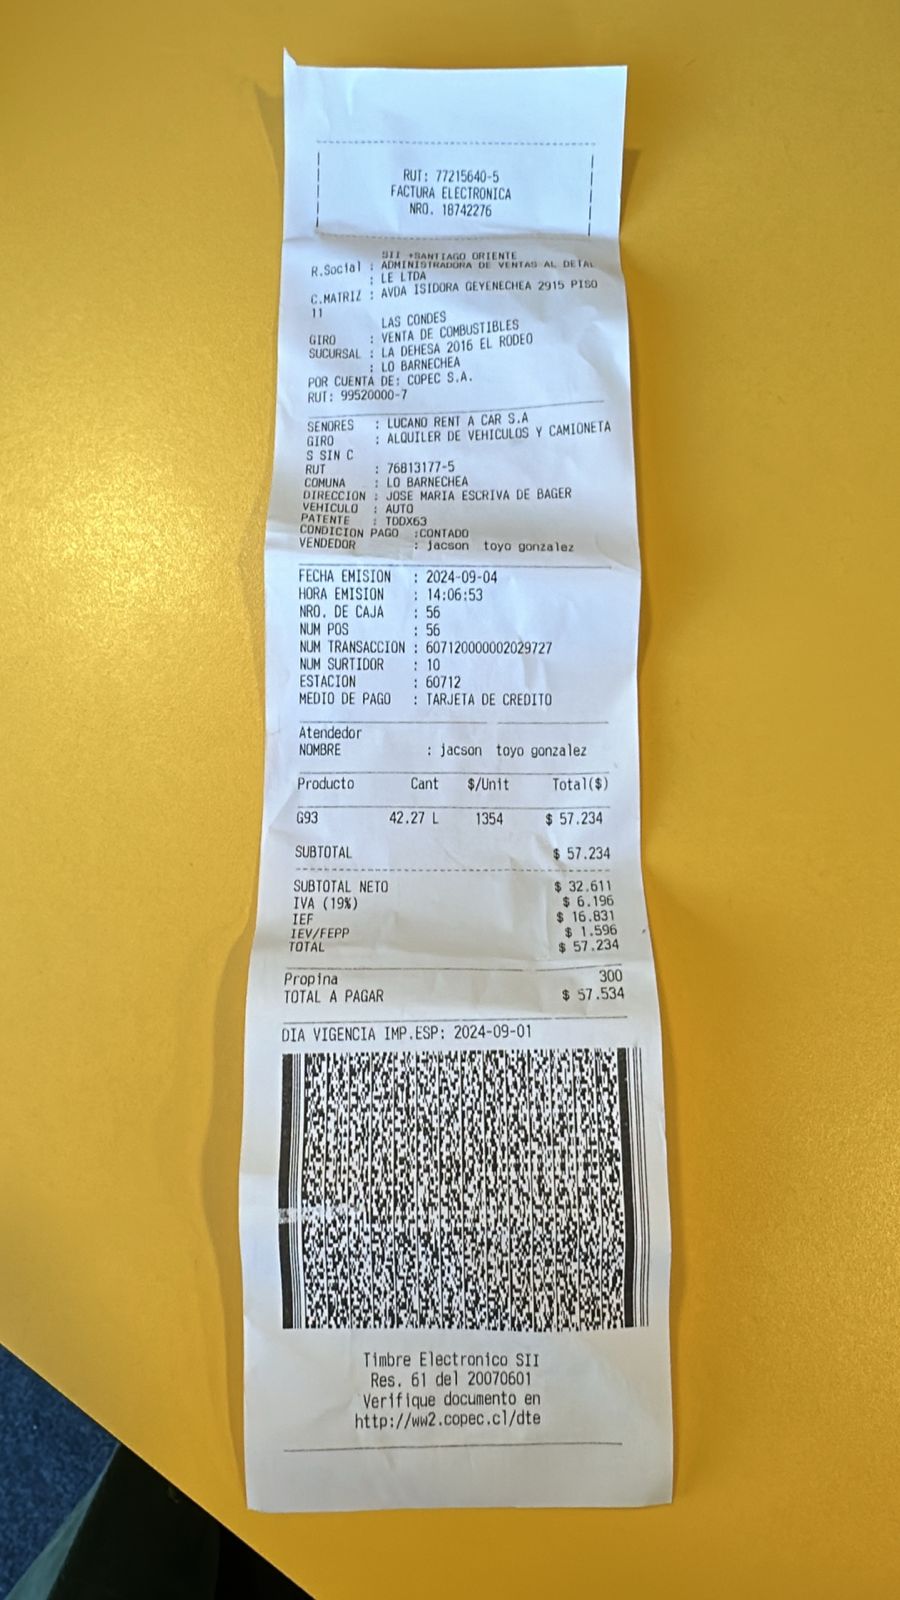 RUT: 77215640-5
FACTURA ELECTRONICA
NRO. 18742276
SII +SANTIAGO ORIENTE
R.Social : ADMINISTRADORA DE VENTAS AL DETAL
: LE LTDA
C.MATRIZ : AVDA ISIDORA GEYENECHEA 2915 PISO
11
LAS CONDES
GIRO : VENTA DE COMBUSTIBLES
SUCURSAL : LA DEHESA 2016 EL RODEO
: LO BARNECHEA
POR CUENTA DE: COPEC S.A.
RUT: 99520000-7
SENORES : LUCANO RENT A CAR S.A
GIRO : ALQUILER DE VEHICULOS Y CAMIONETA
S SIN C
RUT : 76813177-5
COMUNA : LO BARNECHEA
DIRECCION : JOSE MARIA ESCRIVA DE BAGER
VEHICULO : AUTO
PATENTE : TDDX63
CONDICION PAGO :CONTADO
VENDEDOR : jacson toyo gonzalez
FECHA EMISION : 2024-09-04
HORA EMISION : 14:06:53
NRO. DE CAJA : 56
NUM POS : 56
NUM TRANSACCION : 607120000002029727
NUM SURTIDOR : 10
ESTACION : 60712
MEDIO DE PAGO : TARJETA DE CREDITO
Atendedor
NOMBRE : jacson toyo gonzalez
Producto Cant $/Unit Total($)
G93 42.27 L 1354 $ 57.234
SUBTOTAL $ 57.234
SUBTOTAL NETO $ 32.611
IVA (19%) $ 6.196
IEF $ 16.831
IEV/FEPP $ 1.596
TOTAL $ 57.234
Propina 300
TOTAL A PAGAR $ 57.534
DIA VIGENCIA IMP.ESP: 2024-09-01
Timbre Electronico SII
Res. 61 del 20070601
Verifique documento en
http://ww2.copec.cl/dte